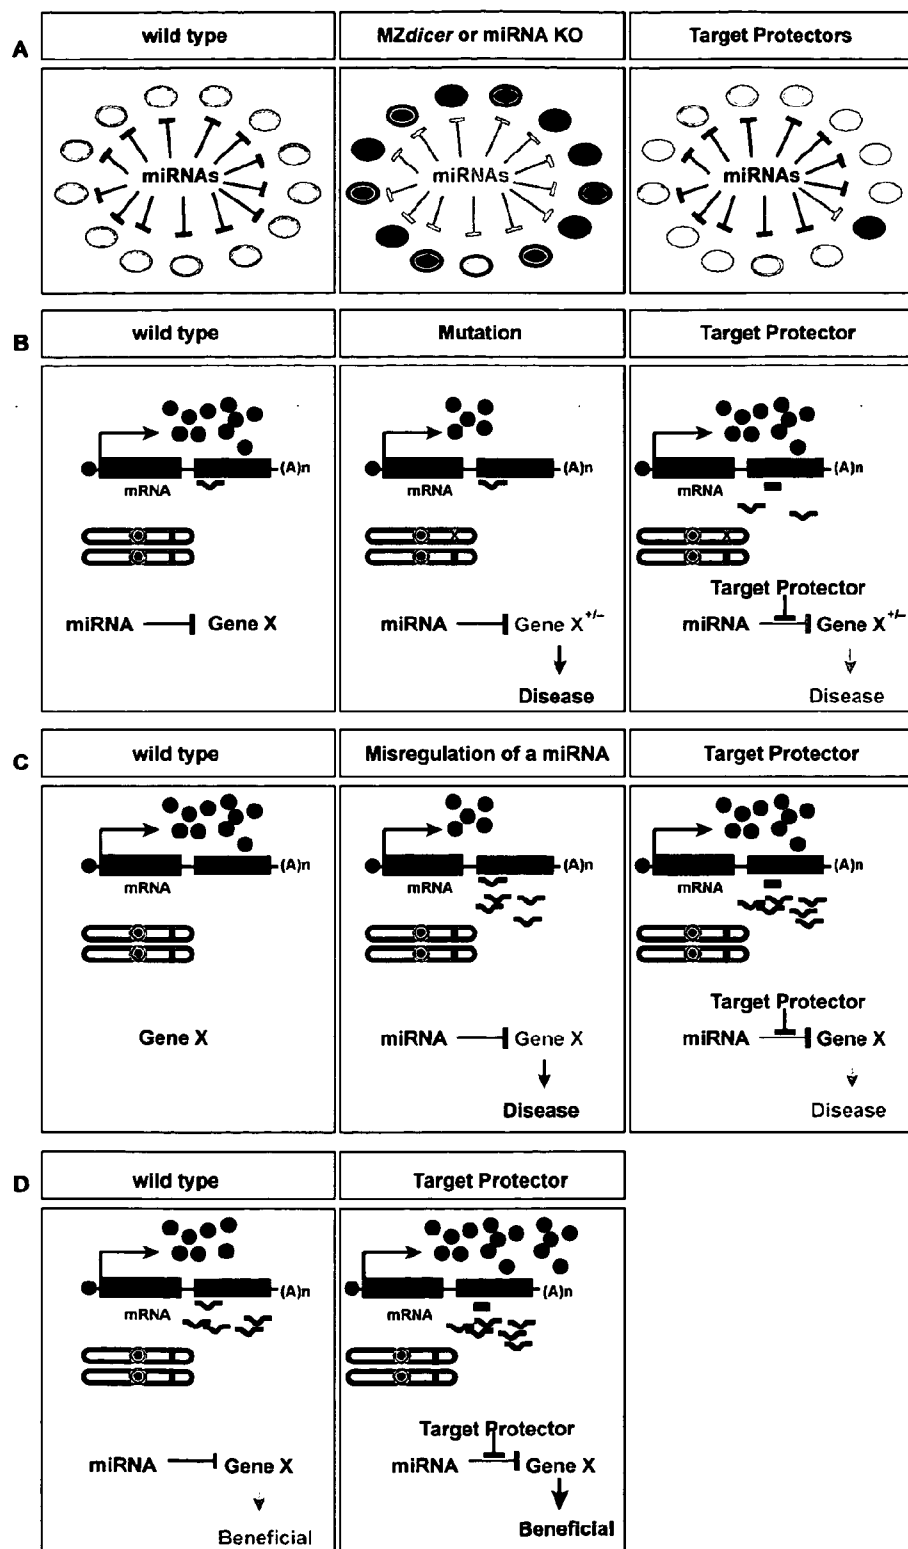 A
wild type
MZdicer or miRNA KO
Target Protectors
miRNAs
miRNAs
miRNAs
B
wild type
Mutation
Target Protector
(A)n
(A)n
(A)n
mRNA
mRNA
mRNA
X
X
Target Protector
miRNA
Gene X
miRNA
Gene X+/–
miRNA
Gene X+/–
Disease
Disease
C
wild type
Misregulation of a miRNA
Target Protector
(A)n
(A)n
(A)n
mRNA
mRNA
mRNA
Target Protector
Gene X
miRNA
Gene X
miRNA
Gene X
Disease
Disease
D
wild type
Target Protector
(A)n
(A)n
mRNA
mRNA
Target Protector
miRNA
Gene X
miRNA
Gene X
Beneficial
Beneficial